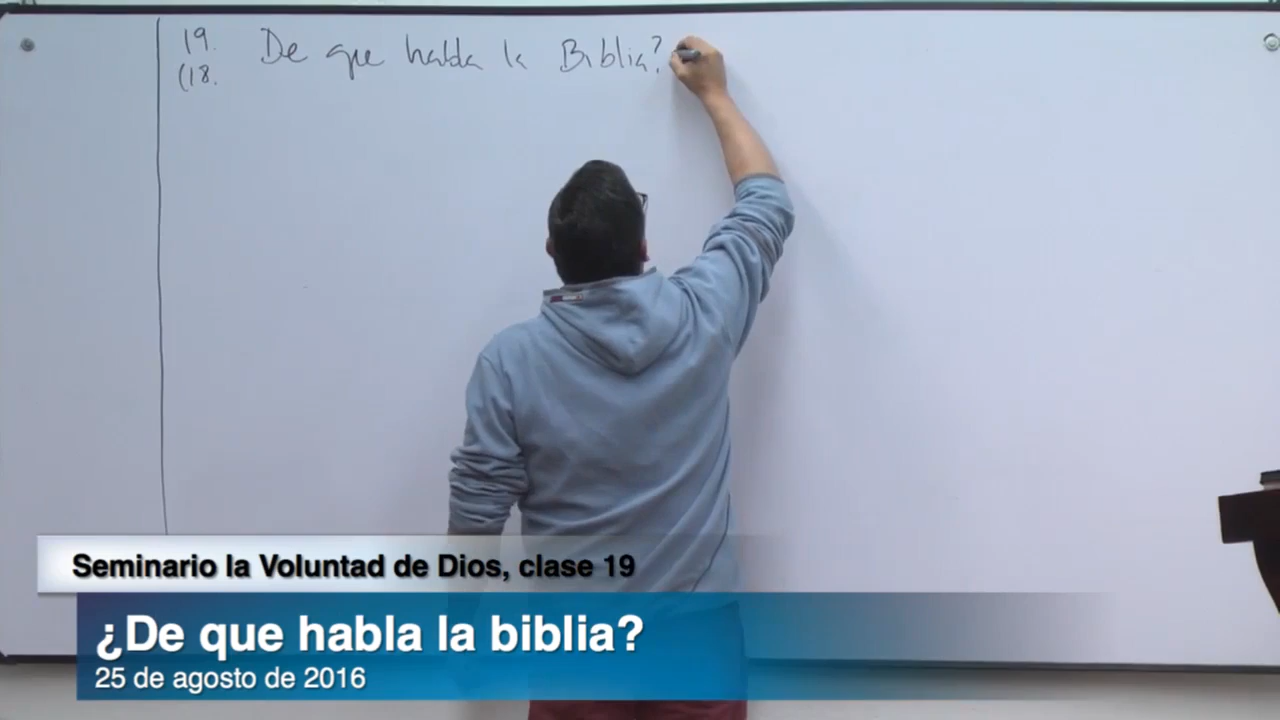 19. De que habla la Biblia?
(18.
Seminario la Voluntad de Dios, clase 19
¿De que habla la biblia?
25 de agosto de 2016